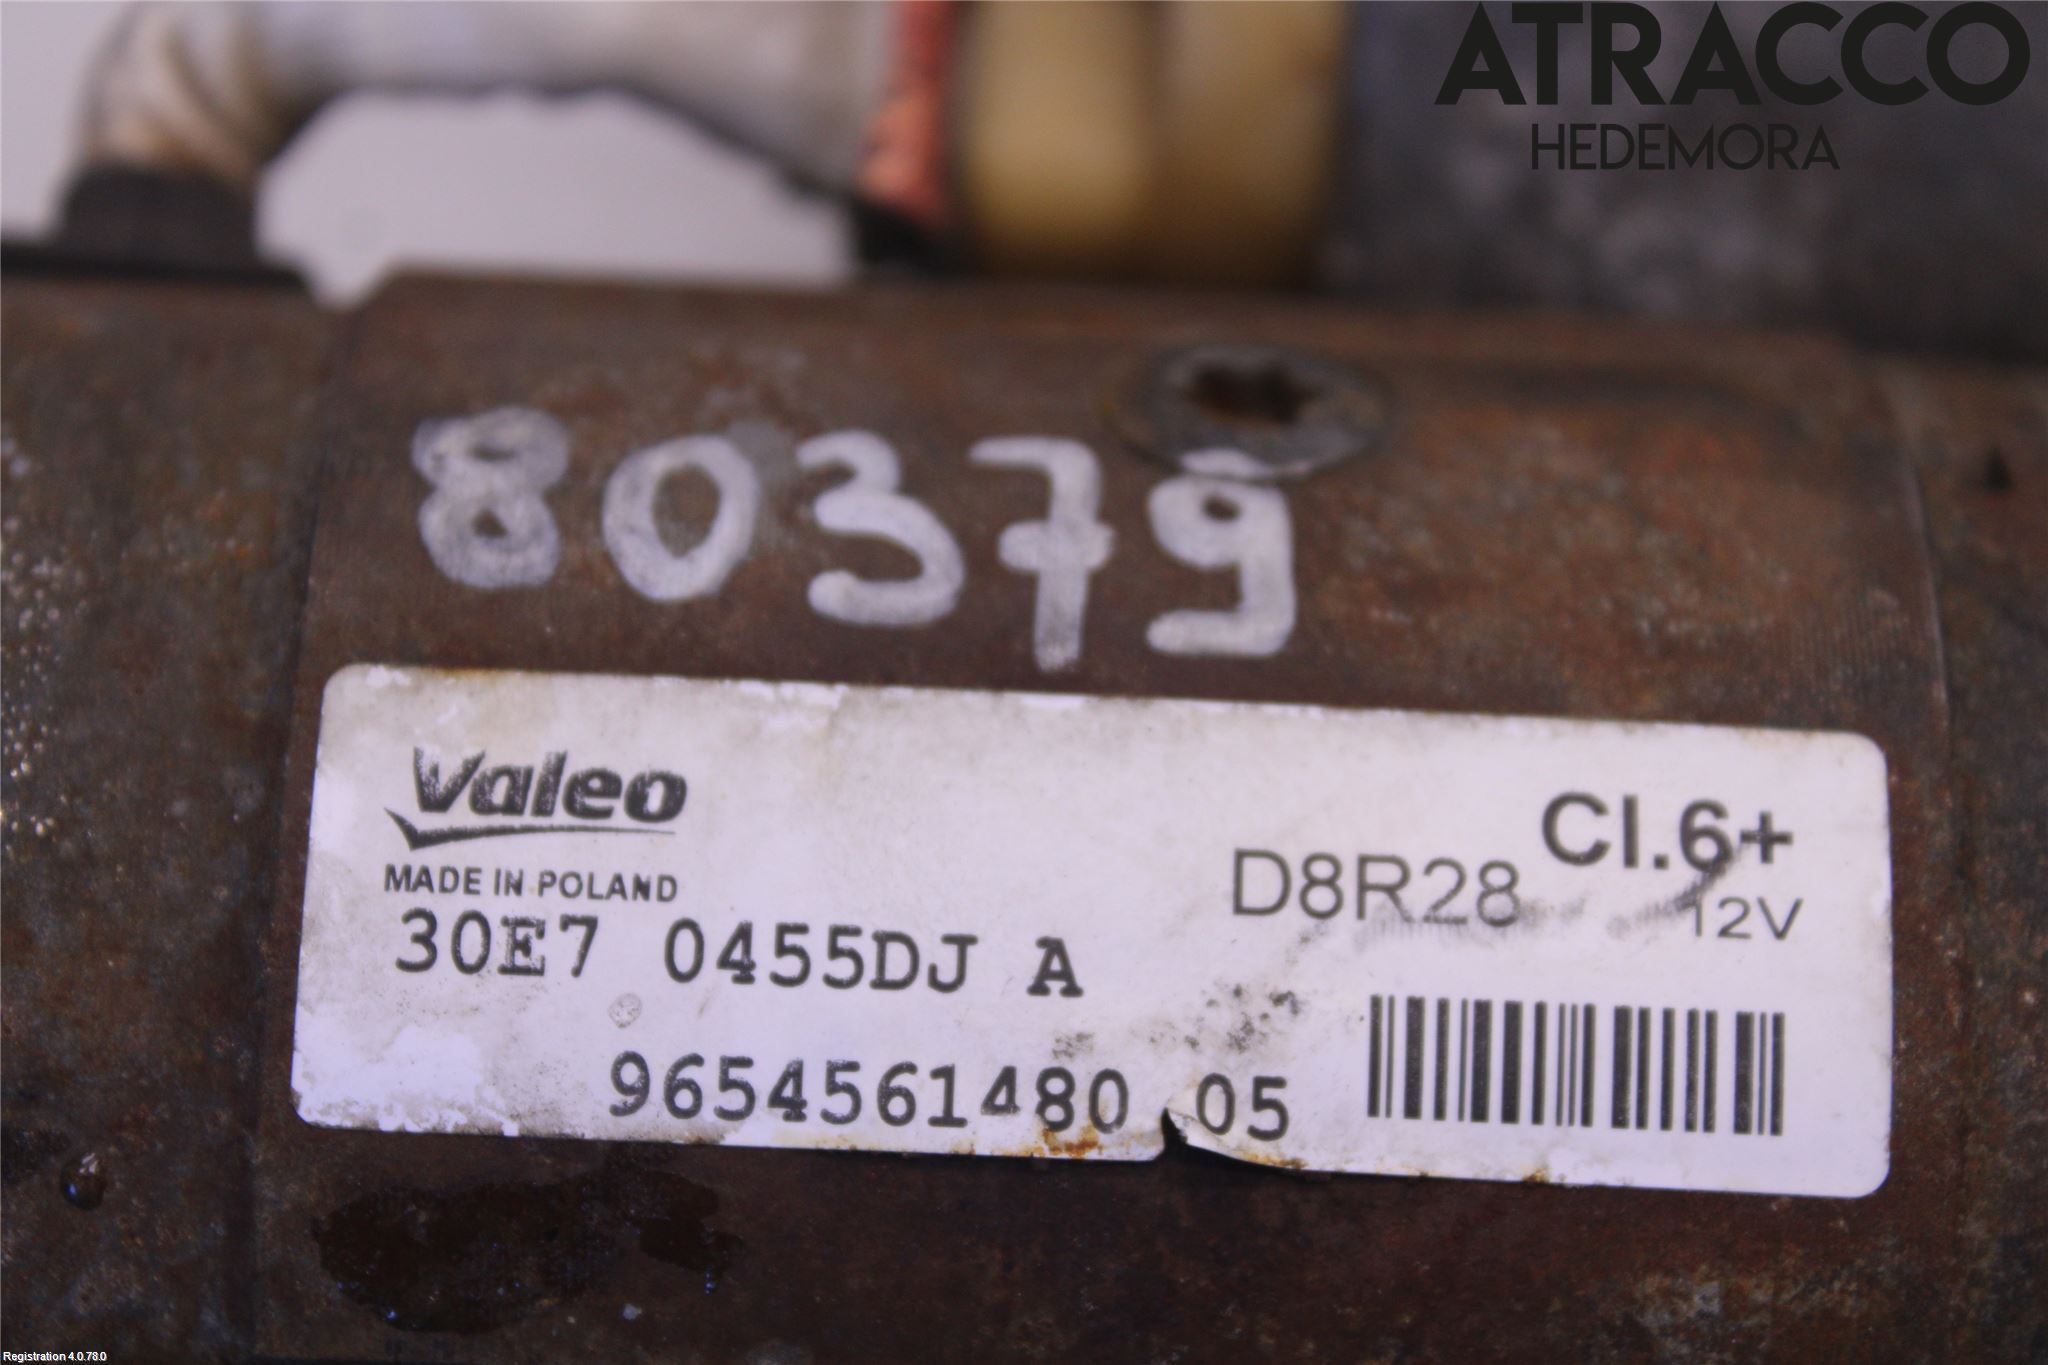 ATRACCO
HEDEMORA
80379
Valeo
MADE IN POLAND
D8R28
CI.6+
12V
30E7 0455DJ A
9654561480 05
Registration 4.0.78.0